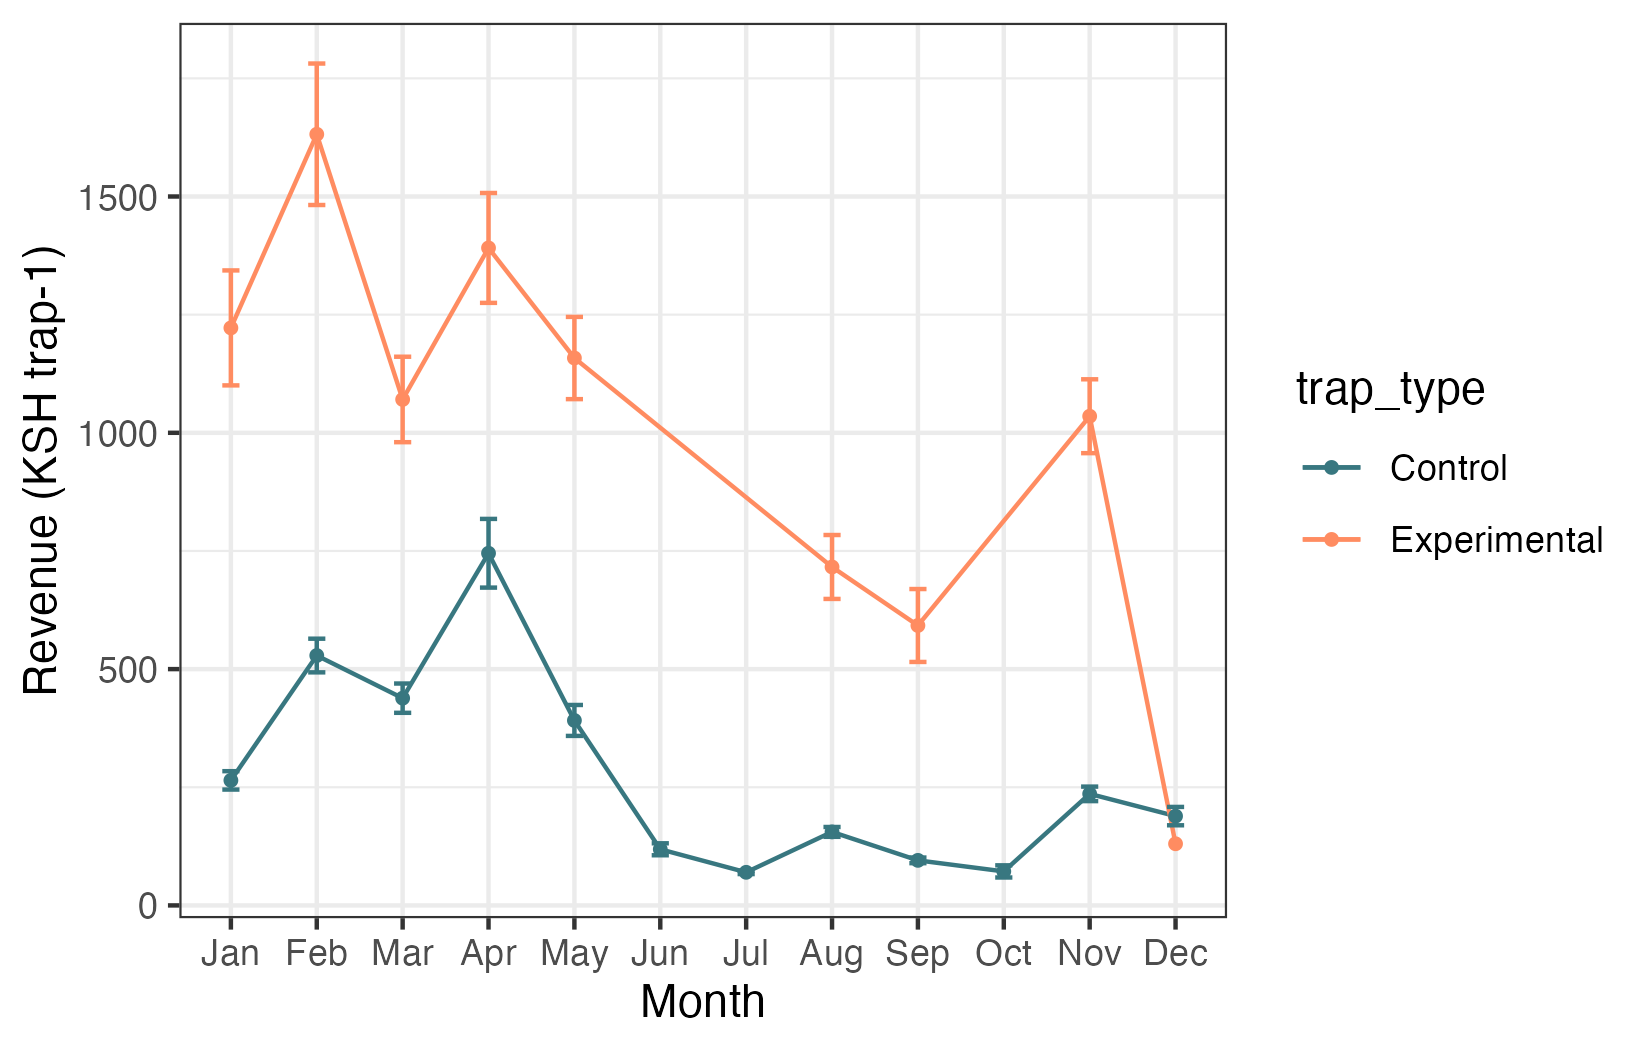 Revenue (KSH trap-1)
1500
1000
500
0
Jan Feb Mar Apr May Jun Jul Aug Sep Oct Nov Dec
Month
trap_type
Control
Experimental